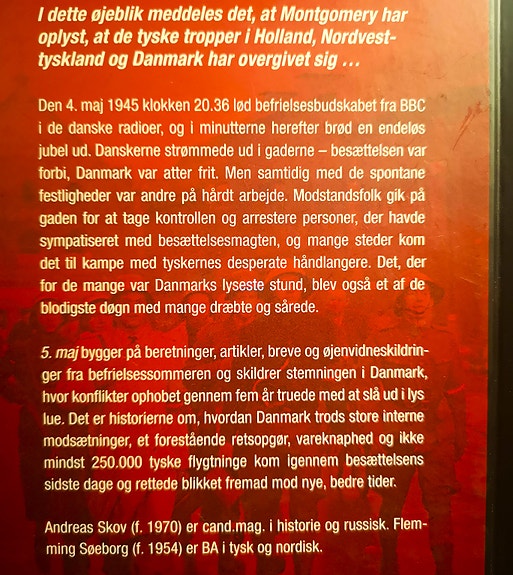 I dette øjeblik meddeles det, at Montgomery har
oplyst, at de tyske tropper i Holland, Nordvest-
tyskland og Danmark har overgivet sig ...
Den 4. maj 1945 klokken 20.36 lød befrielsesbudskabet fra BBC
i de danske radioer, og i minutterne herefter brød en endeløs
jubel ud. Danskerne strømmede ud i gaderne – besættelsen var
forbi, Danmark var atter frit. Men samtidig med de spontane
festligheder var andre på hårdt arbejde. Modstandsfolk gik på
gaden for at tage kontrollen og arrestere personer, der havde
sympatiseret med besættelsesmagten, og mange steder kom
det til kampe med tyskernes desperate håndlangere. Det, der
for de mange var Danmarks lyseste stund, blev også et af de
blodigste døgn med mange dræbte og sårede.
5. maj bygger på beretninger, artikler, breve og øjenvidneskildrin-
ger fra befrielsessommeren og skildrer stemningen i Danmark,
hvor konflikter ophobet gennem fem år truede med at slå ud i lys
lue. Det er historierne om, hvordan Danmark trods store interne
modsætninger, et forestående retsopgør, vareknaphed og ikke
mindst 250.000 tyske flygtninge kom igennem besættelsens
sidste dage og rettede blikket fremad mod nye, bedre tider.
Andreas Skov (f. 1970) er cand.mag. i historie og russisk. Flem-
ming Søeborg (f. 1954) er BA i tysk og nordisk.